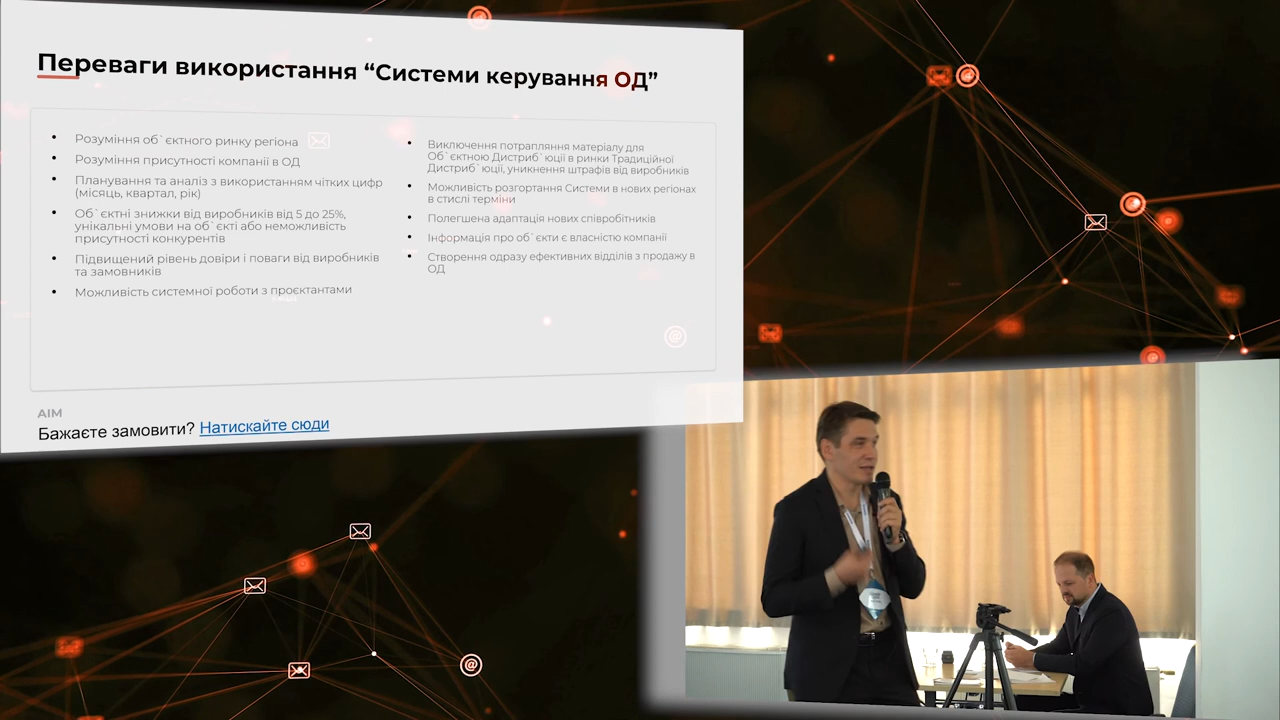 Переваги використання “Системи керування ОД”
Розуміння об`єктного ринку регіона
Розуміння присутності компанії в ОД
Планування та аналіз з використанням чітких цифр
(місяць, квартал, рік)
Об`єктні знижки від виробників від 5 до 25%,
унікальні умови на об`єкті або неможливість
присутності конкурентів
Підвищений рівень довіри і поваги від виробників
та замовників
Можливість системної роботи з проєктантами
Виключення потрапляння матеріалу для
Об`єктною Дистриб`юції в ринки Традиційної
Дистриб`юції, уникнення штрафів від виробників
Можливість розгортання Системи в нових регіонах
в стислі терміни
Полегшена адаптація нових співробітників
Інформація про об`єкти є власністю компанії
Створення одразу ефективних відділів з продажу в
ОД
AIM
Бажаєте замовити? Натискайте сюди